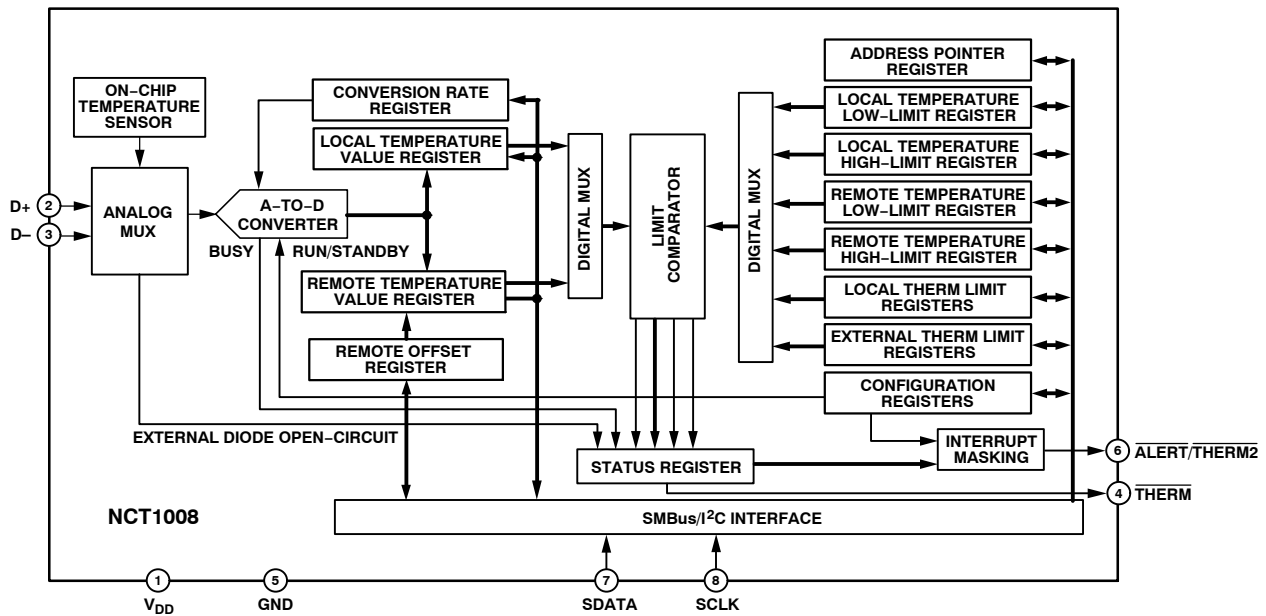 ON−CHIP
TEMPERATURE
SENSOR
CONVERSION RATE
REGISTER
LOCAL TEMPERATURE
VALUE REGISTER
D+
2
D−
3
ANALOG
MUX
A−TO−D
CONVERTER
BUSY
RUN/STANDBY
REMOTE TEMPERATURE
VALUE REGISTER
REMOTE OFFSET
REGISTER
DIGITAL MUX
LIMIT
COMPARATOR
DIGITAL MUX
ADDRESS POINTER
REGISTER
LOCAL TEMPERATURE
LOW−LIMIT REGISTER
LOCAL TEMPERATURE
HIGH−LIMIT REGISTER
REMOTE TEMPERATURE
LOW−LIMIT REGISTER
REMOTE TEMPERATURE
HIGH−LIMIT REGISTER
LOCAL THERM LIMIT
REGISTERS
EXTERNAL THERM LIMIT
REGISTERS
CONFIGURATION
REGISTERS
EXTERNAL DIODE OPEN−CIRCUIT
STATUS REGISTER
INTERRUPT
MASKING
6
ALERT/THERM2
4
THERM
NCT1008
SMBus/I²C INTERFACE
1
5
7
8
VDD
GND
SDATA
SCLK